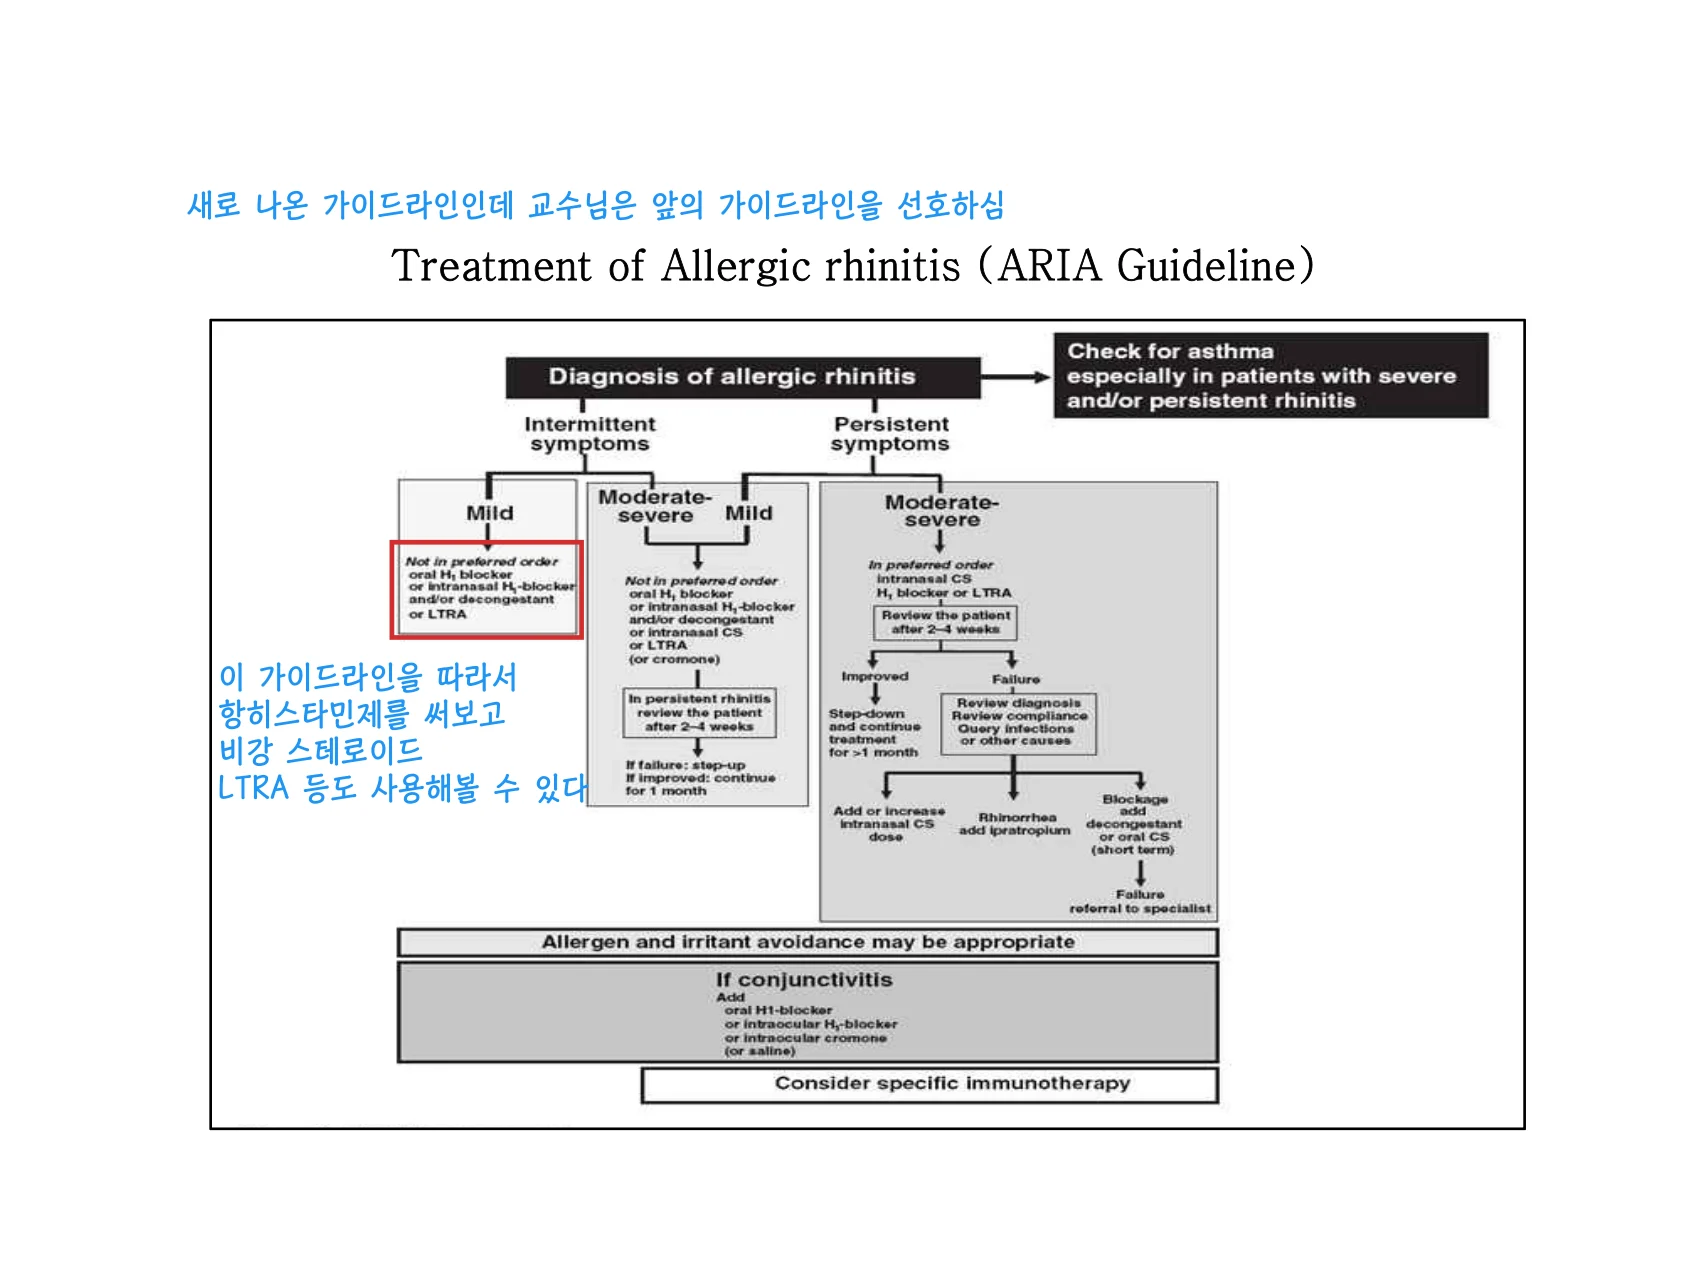 새로 나온 가이드라인인데 교수님은 앞의 가이드라인을 선호하심
Treatment of Allergic rhinitis (ARIA Guideline)
Diagnosis of allergic rhinitis
Check for asthma
especially in patients with severe
and/or persistent rhinitis
Intermittent
symptoms
Persistent
symptoms
Mild
Not in preferred order
oral H₁ blocker
or intranasal H₁-blocker
and/or decongestant
or LTRA
이 가이드라인을 따라서
항히스타민제를 써보고
비강 스테로이드
LTRA 등도 사용해볼 수 있다
Moderate-
severe
Mild
Not in preferred order
oral H₁ blocker
or intranasal H₁-blocker
and/or decongestant
or intranasal CS
or LTRA
(or cromone)
In persistent rhinitis
review the patient
after 2–4 weeks
If failure: step-up
If improved: continue
for 1 month
Moderate-
severe
In preferred order
intranasal CS
H₁ blocker or LTRA
Review the patient
after 2–4 weeks
Improved
Step-down
and continue
treatment
for >1 month
Failure
Review diagnosis
Review compliance
Query infections
or other causes
Add or increase
intranasal CS
dose
Rhinorrhea
add ipratropium
Blockage
add
decongestant
or oral CS
(short term)
Failure
referral to specialist
Allergen and irritant avoidance may be appropriate
If conjunctivitis
Add
oral H1-blocker
or intraocular H₁-blocker
or intraocular cromone
(or saline)
Consider specific immunotherapy